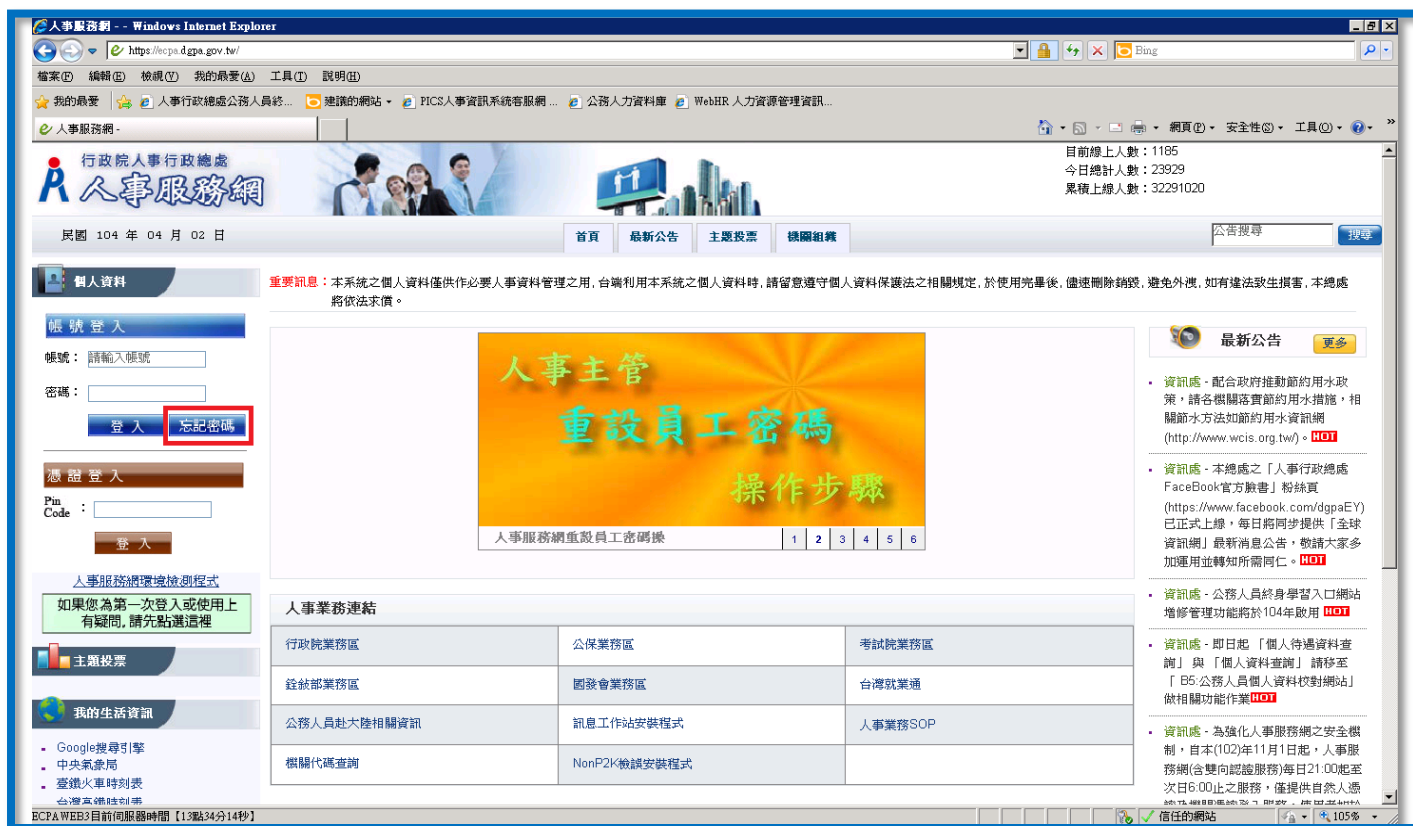 人事服務網 - - Windows Internet Explorer
https://ecpa.dgpa.gov.tw/
Bing
檔案(F) 編輯(E) 檢視(V) 我的最愛(A) 工具(T) 說明(H)
我的最愛 人事行政總處公務人員終... 建議的網站 PICS人事資訊系統客服網 ... 公務人力資料庫 WebHR 人力資源管理資訊...
人事服務網 -
網頁(P) 安全性(S) 工具(O)
行政院人事行政總處
人事服務網
目前線上人數：1185
今日總計人數：23929
累積上線人數：32291020
民國 104 年 04 月 02 日
首頁 最新公告 主題投票 機關組織
公告搜尋 搜尋
個人資料
重要訊息：本系統之個人資料僅供作必要人事資料管理之用, 台端利用本系統之個人資料時, 請留意遵守個人資料保護法之相關規定, 於使用完畢後, 儘速刪除銷毀, 避免外洩, 如有違法致生損害, 本總處
將依法求償。
帳號登入
帳號： 請輸入帳號
密碼：
登入 忘記密碼
憑證登入
Pin Code ：
登入
人事服務網環境檢測程式
如果您為第一次登入或使用上
有疑問, 請先點選這裡
主題投票
我的生活資訊
Google搜尋引擎
中央氣象局
臺鐵火車時刻表
台灣高鐵時刻表
人事主管
重設員工密碼
操作步驟
人事服務網重設員工密碼操
1 2 3 4 5 6
人事業務連結
行政院業務區 公保業務區 考試院業務區
銓敘部業務區 國發會業務區 台灣就業通
公務人員赴大陸相關資訊 訊息工作站安裝程式 人事業務SOP
機關代碼查詢 NonP2K檢誤安裝程式
最新公告 更多
資訊處 - 配合政府推動節約用水政
策，請各機關落實節約用水措施，相
關節水方法如節約用水資訊網
(http://www.wcis.org.tw/)。HOT
資訊處 - 本總處之「人事行政總處
FaceBook官方臉書」粉絲頁
(https://www.facebook.com/dgpaEY)
已正式上線，每日將同步提供「全球
資訊網」最新消息公告，敬請大家多
加運用並轉知所需同仁。HOT
資訊處 - 公務人員終身學習入口網站
增修管理功能將於104年啟用 HOT
資訊處 - 即日起 「個人待遇資料查
詢」 與 「個人資料查詢」 請移至
「 B5:公務人員個人資料校對網站」
做相關功能作業HOT
資訊處 - 為強化人事服務網之安全機
制，自本(102)年11月1日起，人事服
務網(含雙向認證服務)每日21:00起至
次日6:00止之服務，僅提供自然人憑
ECPAWEB3目前伺服器時間【13點34分14秒】
信任的網站 105%